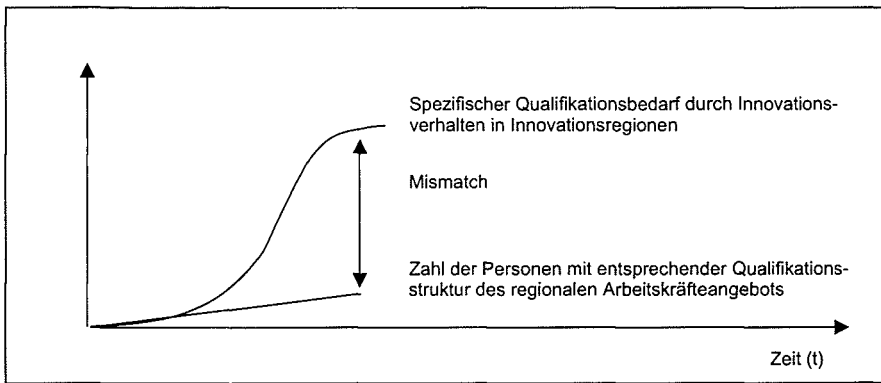 Spezifischer Qualifikationsbedarf durch Innovations-
verhalten in Innovationsregionen
Mismatch
Zahl der Personen mit entsprechender Qualifikations-
struktur des regionalen Arbeitskräfteangebots
Zeit (t)